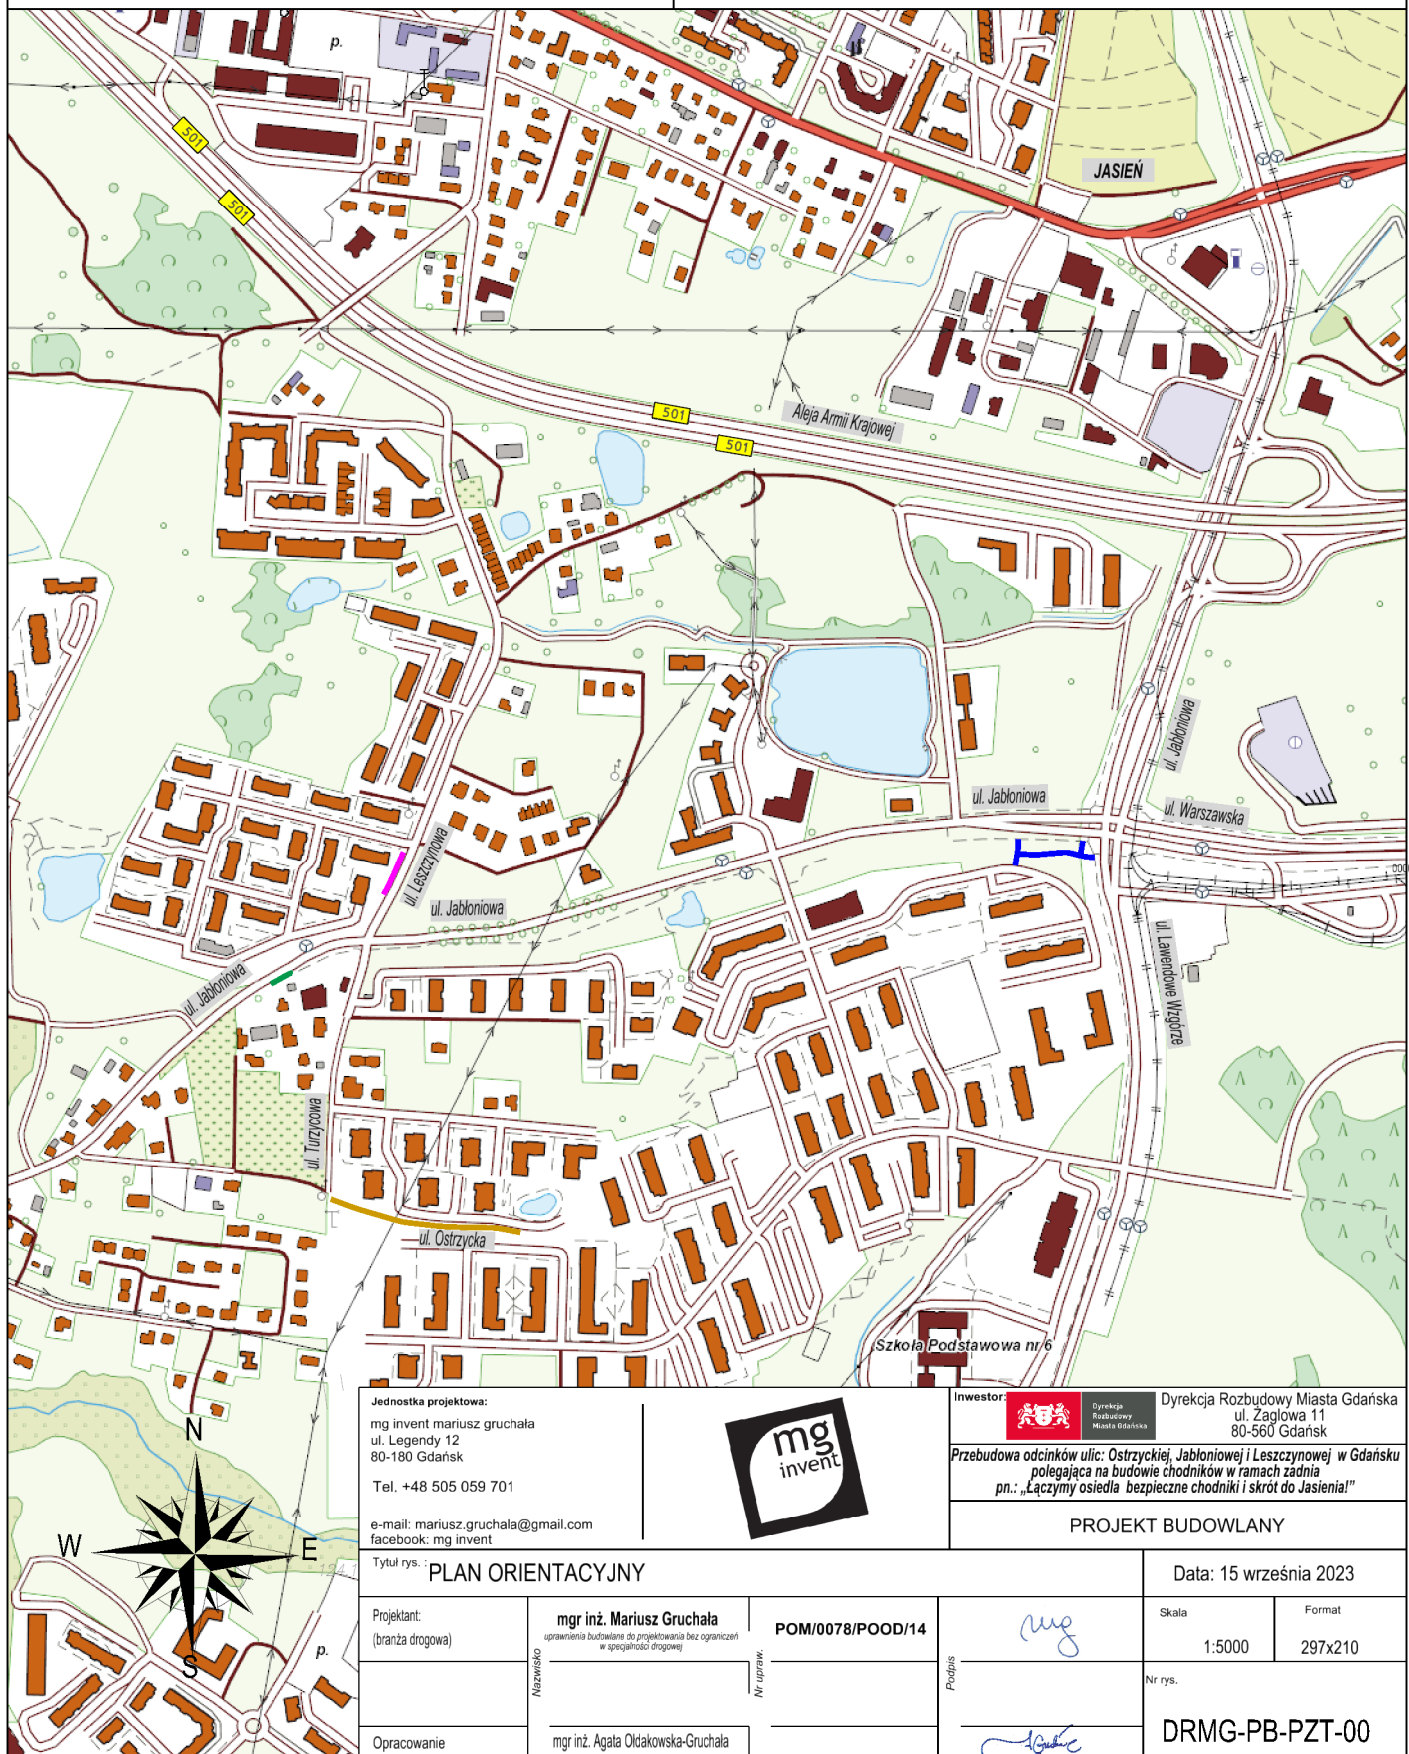 p.
501
501
JASIEŃ
501
501
Aleja Armii Krajowej
ul. Jabłoniowa
ul. Jabłoniowa
ul. Warszawska
ul. Leszczynowa
ul. Jabłoniowa
ul. Jabłoniowa
ul. Lawendowe Wzgórze
ul. Turzycowa
ul. Ostrzycka
Szkoła Podstawowa nr 6
N
W
E
S
p.
Jednostka projektowa:
mg invent mariusz gruchała
ul. Legendy 12
80-180 Gdańsk
Tel. +48 505 059 701
e-mail: mariusz.gruchala@gmail.com
facebook: mg invent
mg
invent
Inwestor:
Dyrekcja
Rozbudowy
Miasta Gdańska
Dyrekcja Rozbudowy Miasta Gdańska
ul. Żaglowa 11
80-560 Gdańsk
Przebudowa odcinków ulic: Ostrzyckiej, Jabłoniowej i Leszczynowej w Gdańsku
polegająca na budowie chodników w ramach zadnia
pn.: „Łączymy osiedla bezpieczne chodniki i skrót do Jasienia!"
PROJEKT BUDOWLANY
Tytuł rys. : PLAN ORIENTACYJNY
Data: 15 września 2023
Projektant:
(branża drogowa)
Nazwisko
mgr inż. Mariusz Gruchała
uprawnienia budowlane do projektowania bez ograniczeń
w specjalności drogowej
Nr upraw.
POM/0078/POOD/14
Podpis
mg
Skala
1:5000
Format
297x210
Nr rys.
DRMG-PB-PZT-00
Opracowanie
mgr inż. Agata Ołdakowska-Gruchała